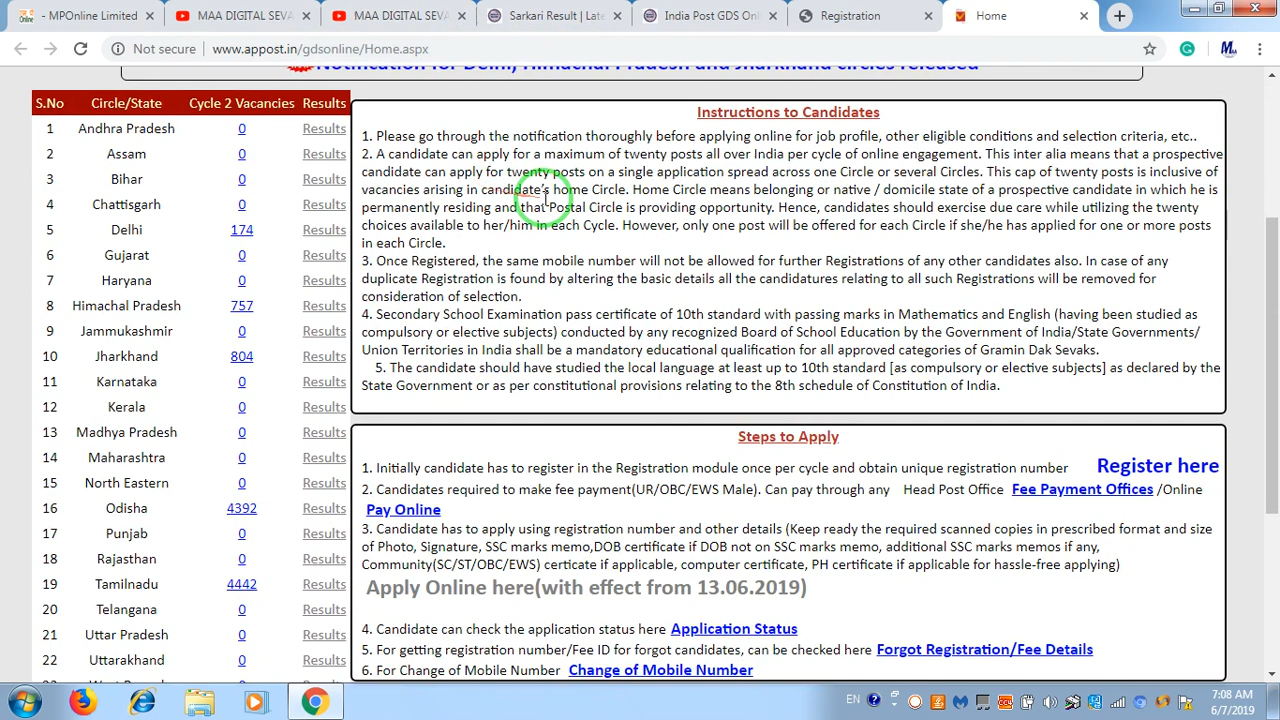 - MPOnline Limited
MAA DIGITAL SEVA
MAA DIGITAL SEVA
Sarkari Result | Late
India Post GDS Onl
Registration
Home
Not secure | www.appost.in/gdsonline/Home.aspx
Notification for Delhi, Himachal Pradesh and Jharkhand circles released
S.No Circle/State Cycle 2 Vacancies Results
1 Andhra Pradesh 0 Results
2 Assam 0 Results
3 Bihar 0 Results
4 Chattisgarh 0 Results
5 Delhi 174 Results
6 Gujarat 0 Results
7 Haryana 0 Results
8 Himachal Pradesh 757 Results
9 Jammukashmir 0 Results
10 Jharkhand 804 Results
11 Karnataka 0 Results
12 Kerala 0 Results
13 Madhya Pradesh 0 Results
14 Maharashtra 0 Results
15 North Eastern 0 Results
16 Odisha 4392 Results
17 Punjab 0 Results
18 Rajasthan 0 Results
19 Tamilnadu 4442 Results
20 Telangana 0 Results
21 Uttar Pradesh 0 Results
22 Uttarakhand 0 Results
Instructions to Candidates
1. Please go through the notification thoroughly before applying online for job profile, other eligible conditions and selection criteria, etc..
2. A candidate can apply for a maximum of twenty posts all over India per cycle of online engagement. This inter alia means that a prospective
candidate can apply for twenty posts on a single application spread across one Circle or several Circles. This cap of twenty posts is inclusive of
vacancies arising in candidate's home Circle. Home Circle means belonging or native / domicile state of a prospective candidate in which he is
permanently residing and that Postal Circle is providing opportunity. Hence, candidates should exercise due care while utilizing the twenty
choices available to her/him in each Cycle. However, only one post will be offered for each Circle if she/he has applied for one or more posts
in each Circle.
3. Once Registered, the same mobile number will not be allowed for further Registrations of any other candidates also. In case of any
duplicate Registration is found by altering the basic details all the candidatures relating to all such Registrations will be removed for
consideration of selection.
4. Secondary School Examination pass certificate of 10th standard with passing marks in Mathematics and English (having been studied as
compulsory or elective subjects) conducted by any recognized Board of School Education by the Government of India/State Governments/
Union Territories in India shall be a mandatory educational qualification for all approved categories of Gramin Dak Sevaks.
5. The candidate should have studied the local language at least up to 10th standard [as compulsory or elective subjects] as declared by the
State Government or as per constitutional provisions relating to the 8th schedule of Constitution of India.
Steps to Apply
1. Initially candidate has to register in the Registration module once per cycle and obtain unique registration number Register here
2. Candidates required to make fee payment(UR/OBC/EWS Male). Can pay through any Head Post Office Fee Payment Offices /Online
Pay Online
3. Candidate has to apply using registration number and other details (Keep ready the required scanned copies in prescribed format and size
of Photo, Signature, SSC marks memo,DOB certificate if DOB not on SSC marks memo, additional SSC marks memos if any,
Community(SC/ST/OBC/EWS) certicate if applicable, computer certificate, PH certificate if applicable for hassle-free applying)
Apply Online here(with effect from 13.06.2019)
4. Candidate can check the application status here Application Status
5. For getting registration number/Fee ID for forgot candidates, can be checked here Forgot Registration/Fee Details
6. For Change of Mobile Number Change of Mobile Number
EN
7:08 AM
6/7/2019